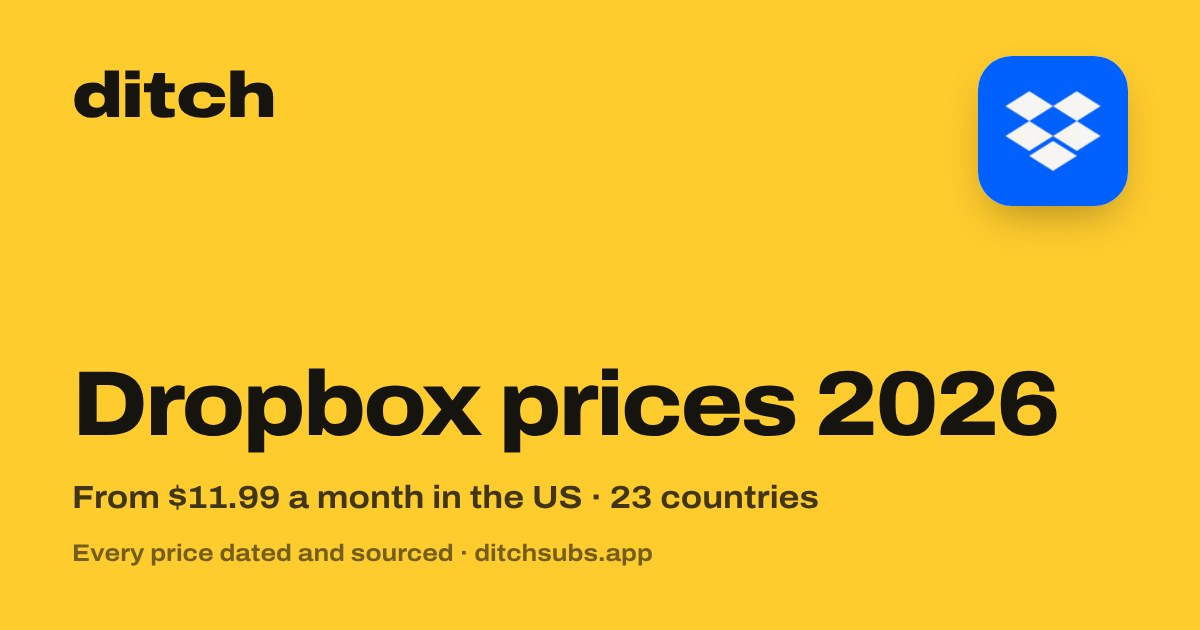 ditch
Dropbox prices 2026
From $11.99 a month in the US · 23 countries
Every price dated and sourced · ditchsubs.app